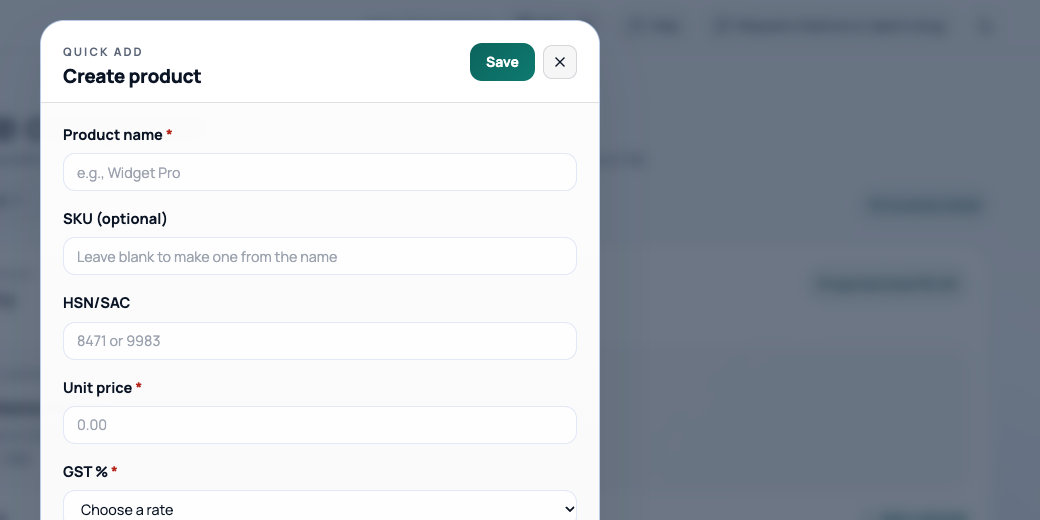 QUICK ADD
Create product
Save
Product name *
e.g., Widget Pro
SKU (optional)
Leave blank to make one from the name
HSN/SAC
8471 or 9983
Unit price *
0.00
GST % *
Choose a rate